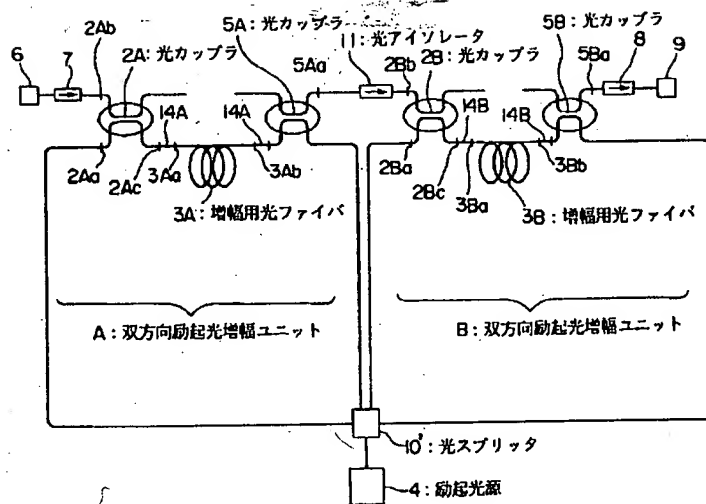 6
7
2Ab
2A:光カップラ
5A:光カップラ
5Aa
11:光アイソレータ
2Bb
2B:光カップラ
5B:光カップラ
5Ba
8
9
14A
14A
14B
14B
2Aa
2Ac
3Aa
3Ab
2Ba
2Bc
3Ba
3Bb
3A:増幅用光ファイバ
3B:増幅用光ファイバ
A:双方向励起光増幅ユニット
B:双方向励起光増幅ユニット
10':光スプリッタ
4:励起光源